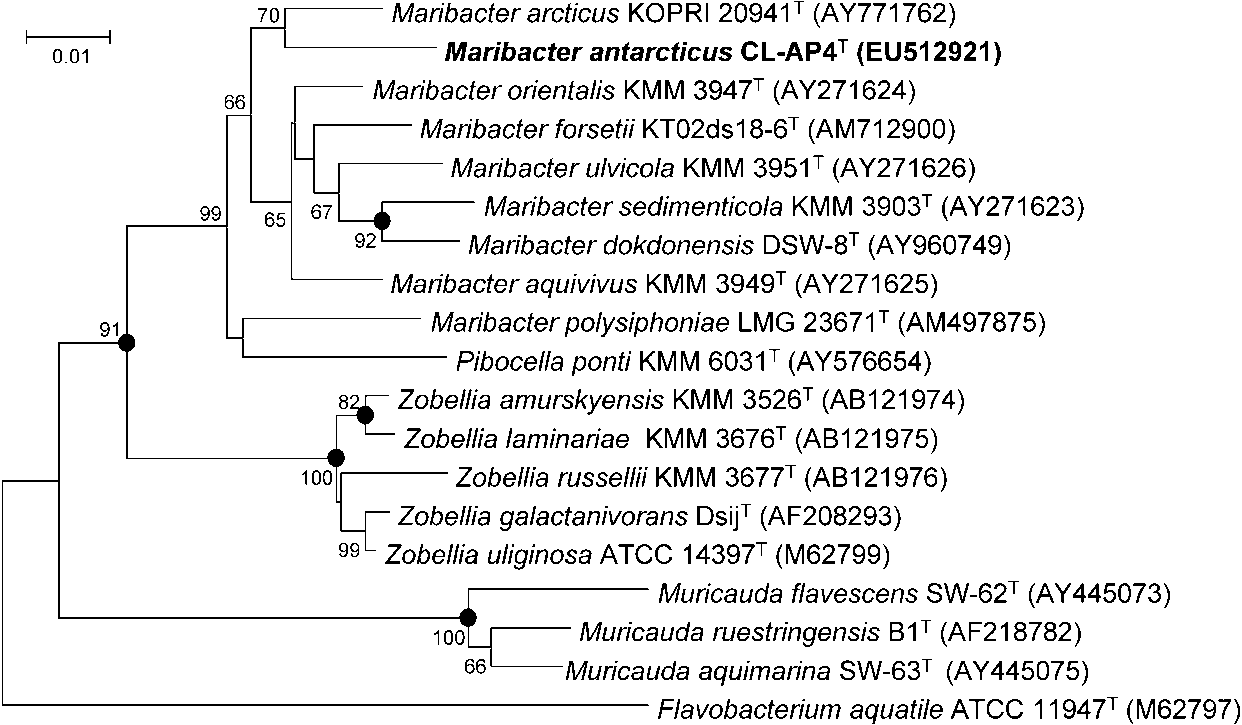 70
Maribacter arcticus KOPRI 20941ᵀ (AY771762)
0.01
Maribacter antarcticus CL-AP4ᵀ (EU512921)
Maribacter orientalis KMM 3947ᵀ (AY271624)
66
Maribacter forsetii KT02ds18-6ᵀ (AM712900)
Maribacter ulvicola KMM 3951ᵀ (AY271626)
99
65
67
Maribacter sedimenticola KMM 3903ᵀ (AY271623)
92
Maribacter dokdonensis DSW-8ᵀ (AY960749)
Maribacter aquivivus KMM 3949ᵀ (AY271625)
91
Maribacter polysiphoniae LMG 23671ᵀ (AM497875)
Pibocella ponti KMM 6031ᵀ (AY576654)
82
Zobellia amurskyensis KMM 3526ᵀ (AB121974)
Zobellia laminariae KMM 3676ᵀ (AB121975)
100
Zobellia russellii KMM 3677ᵀ (AB121976)
Zobellia galactanivorans Dsijᵀ (AF208293)
99
Zobellia uliginosa ATCC 14397ᵀ (M62799)
Muricauda flavescens SW-62ᵀ (AY445073)
100
Muricauda ruestringensis B1ᵀ (AF218782)
66
Muricauda aquimarina SW-63ᵀ (AY445075)
Flavobacterium aquatile ATCC 11947ᵀ (M62797)